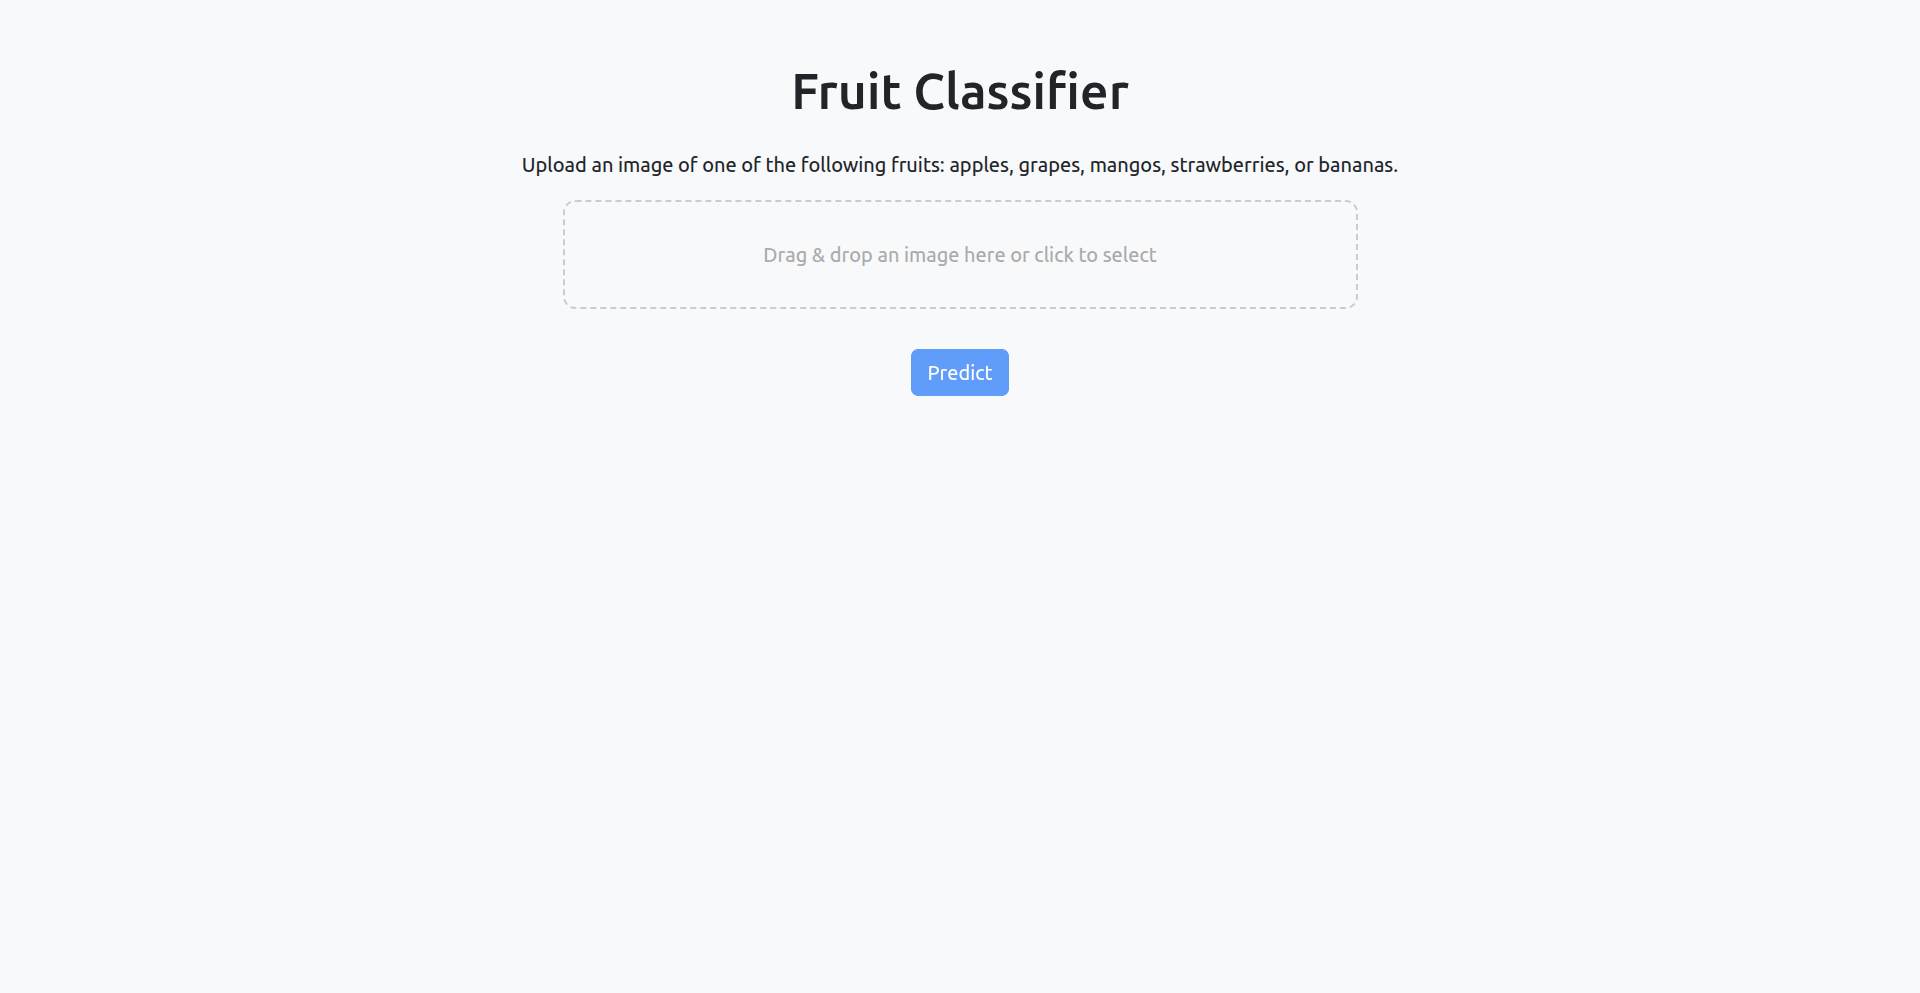 Fruit Classifier
Upload an image of one of the following fruits: apples, grapes, mangos, strawberries, or bananas.
Drag & drop an image here or click to select
Predict